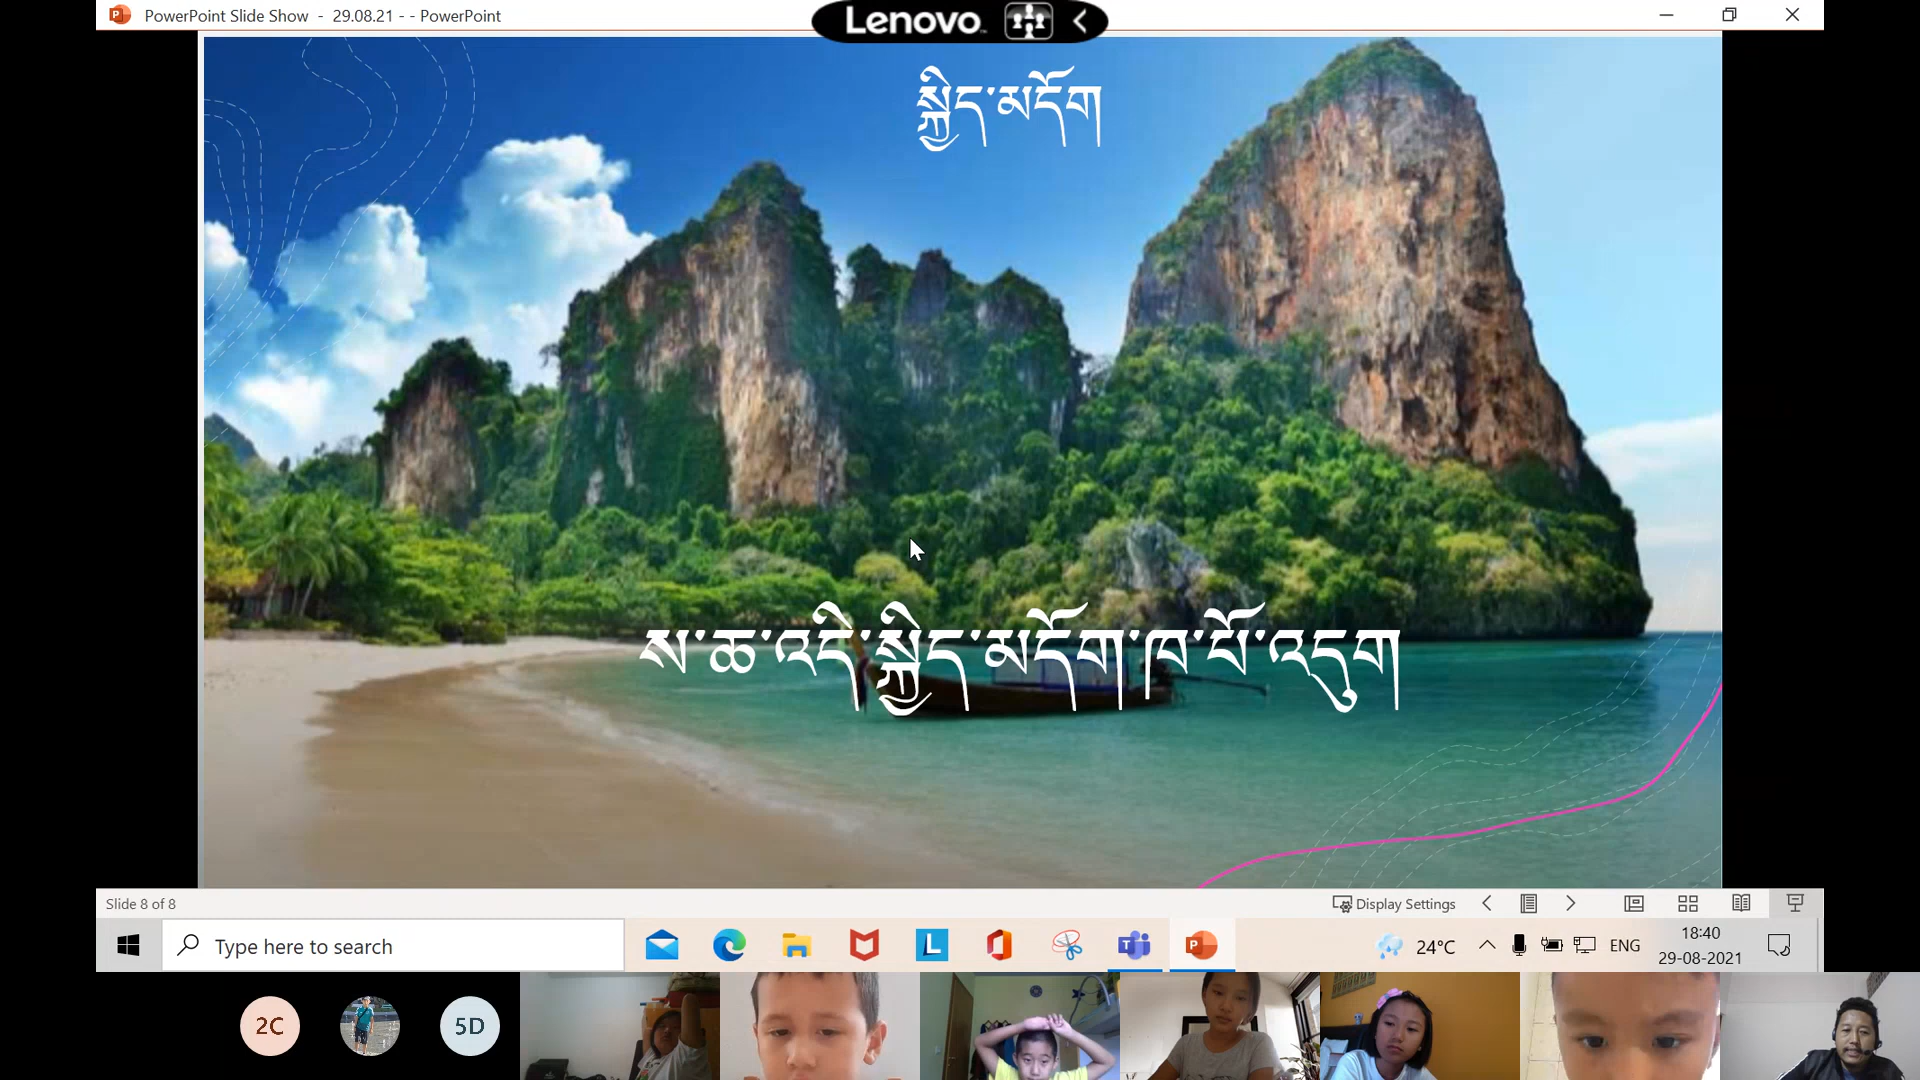 PowerPoint Slide Show - 29.08.21 - - PowerPoint
Lenovo
སྐྱིད་མདོག
ས་ཆ་འདི་སྐྱིད་མདོག་ཁ་པོ་འདུག
Slide 8 of 8
Display Settings
Type here to search
24°C
ENG
18:40
29-08-2021
2C
5D